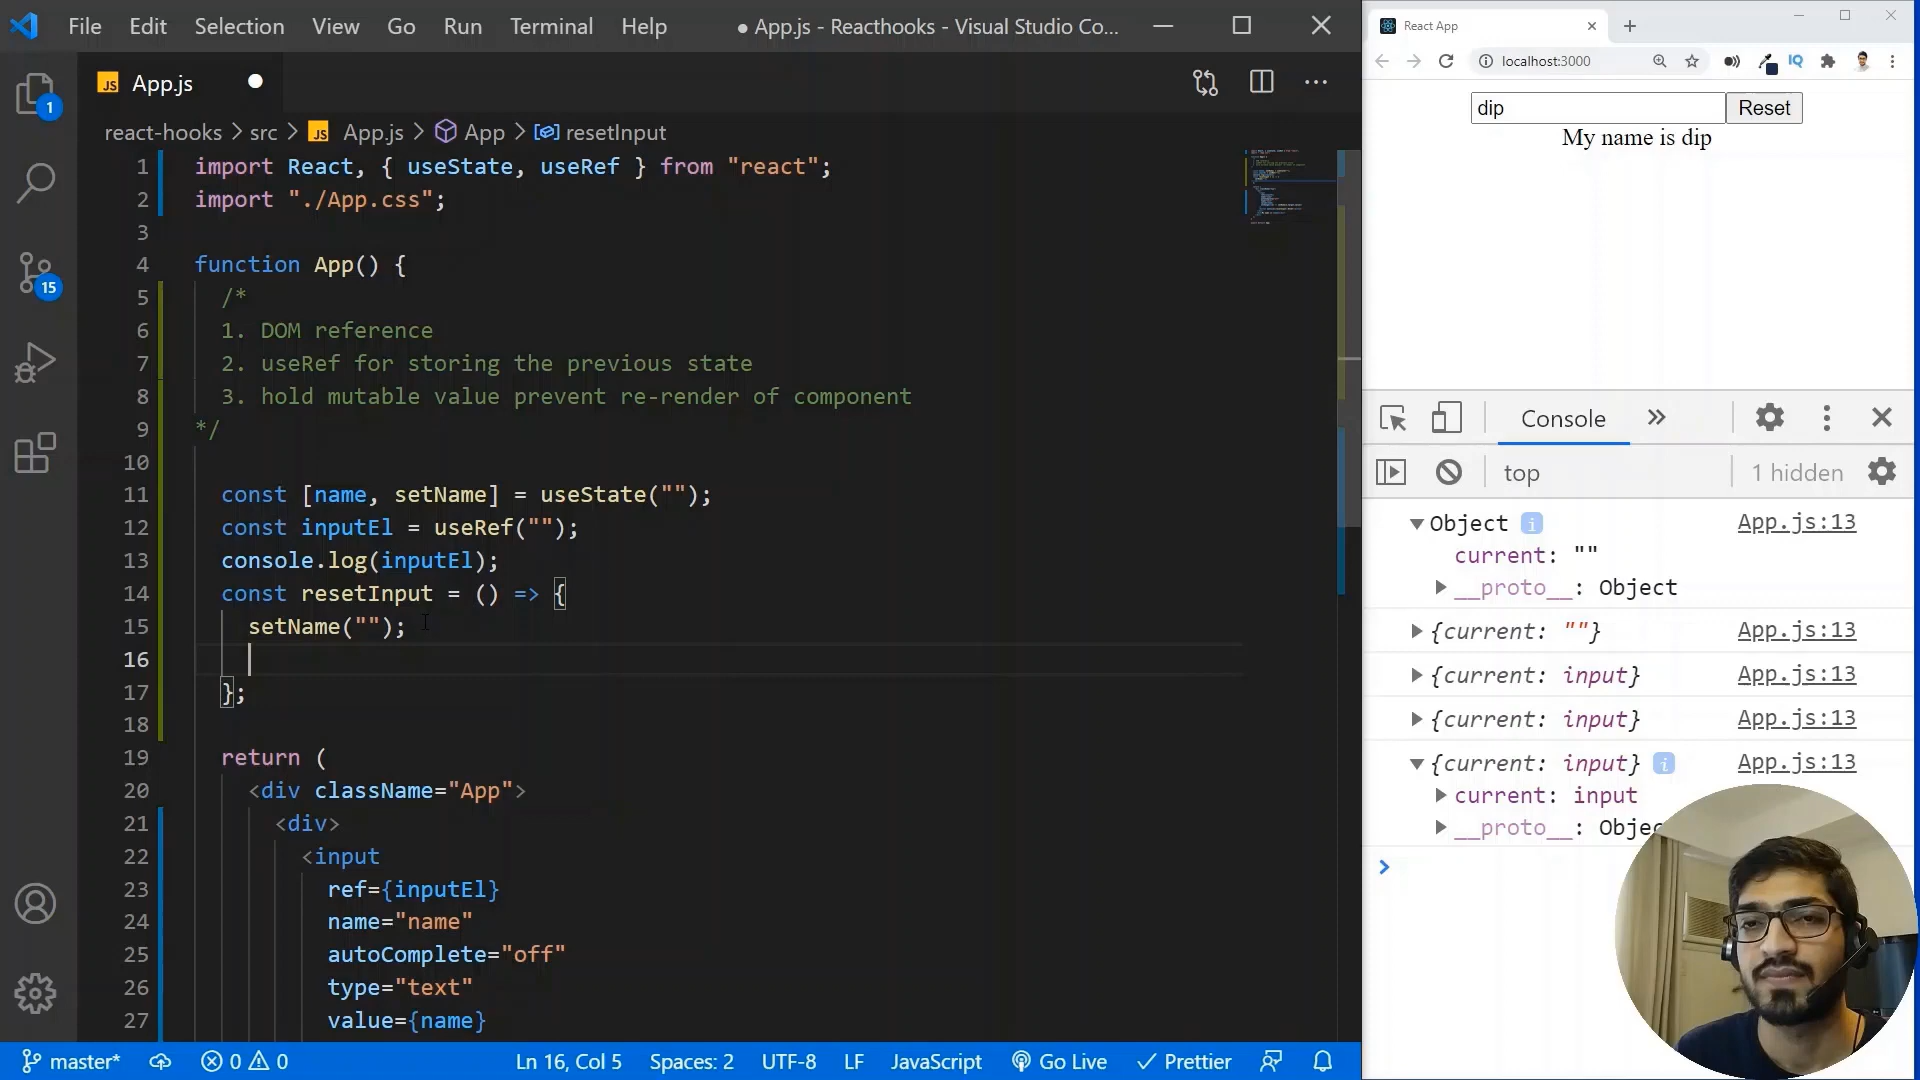 File Edit Selection View Go Run Terminal Help ● App.js - Reacthooks - Visual Studio Co...
JS App.js
react-hooks > src > JS App.js > App > resetInput
1 import React, { useState, useRef } from "react";
2 import "./App.css";
3
4 function App() {
5 /*
6 1. DOM reference
7 2. useRef for storing the previous state
8 3. hold mutable value prevent re-render of component
9 */
10
11 const [name, setName] = useState("");
12 const inputEl = useRef("");
13 console.log(inputEl);
14 const resetInput = () => {
15 setName("");
16
17 };
18
19 return (
20 <div className="App">
21 <div>
22 <input
23 ref={inputEl}
24 name="name"
25 autoComplete="off"
26 type="text"
27 value={name}
1
15
master* 0 0 Ln 16, Col 5 Spaces: 2 UTF-8 LF JavaScript Go Live Prettier
React App
localhost:3000 IQ
dip Reset
My name is dip
Console
top 1 hidden
Object i App.js:13
current: ""
__proto__: Object
{current: ""} App.js:13
{current: input} App.js:13
{current: input} App.js:13
{current: input} i App.js:13
current: input
__proto__: